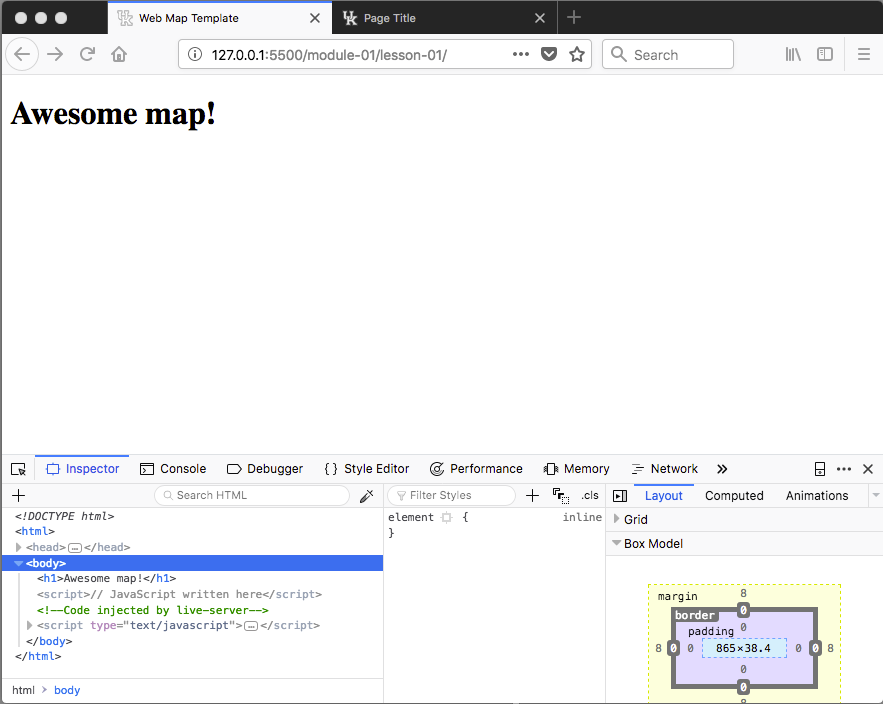 Web Map Template
Page Title
127.0.0.1:5500/module-01/lesson-01/
Search
Awesome map!
Inspector Console Debugger { } Style Editor Performance Memory Network
Search HTML
Filter Styles
.cls
Layout Computed Animations
<!DOCTYPE html>
<html>
<head>…</head>
<body>
<h1>Awesome map!</h1>
<script>// JavaScript written here</script>
<!--Code injected by live-server-->
<script type="text/javascript">…</script>
</body>
</html>
html > body
element { inline
}
Grid
Box Model
margin 8
border 0
padding 0
8 0 0 865×38.4 0 0 8
0
0